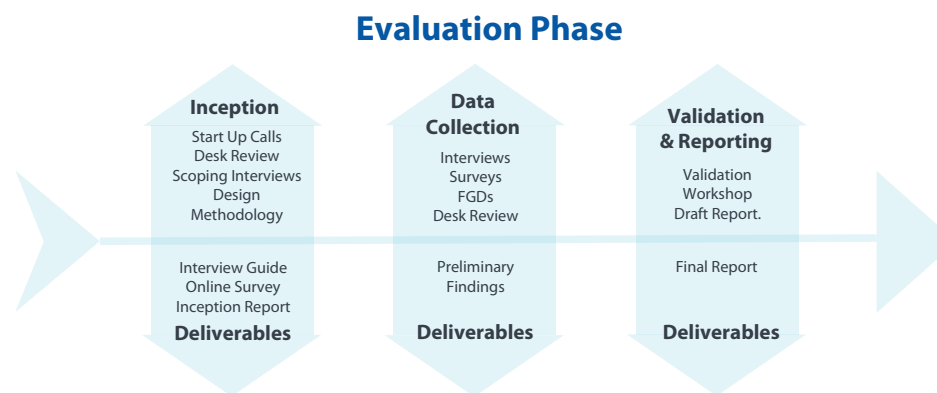 Evaluation Phase
Inception
Start Up Calls
Desk Review
Scoping Interviews
Design
Methodology
Interview Guide
Online Survey
Inception Report
Deliverables
Data
Collection
Interviews
Surveys
FGDs
Desk Review
Preliminary
Findings
Deliverables
Validation
& Reporting
Validation
Workshop
Draft Report.
Final Report
Deliverables